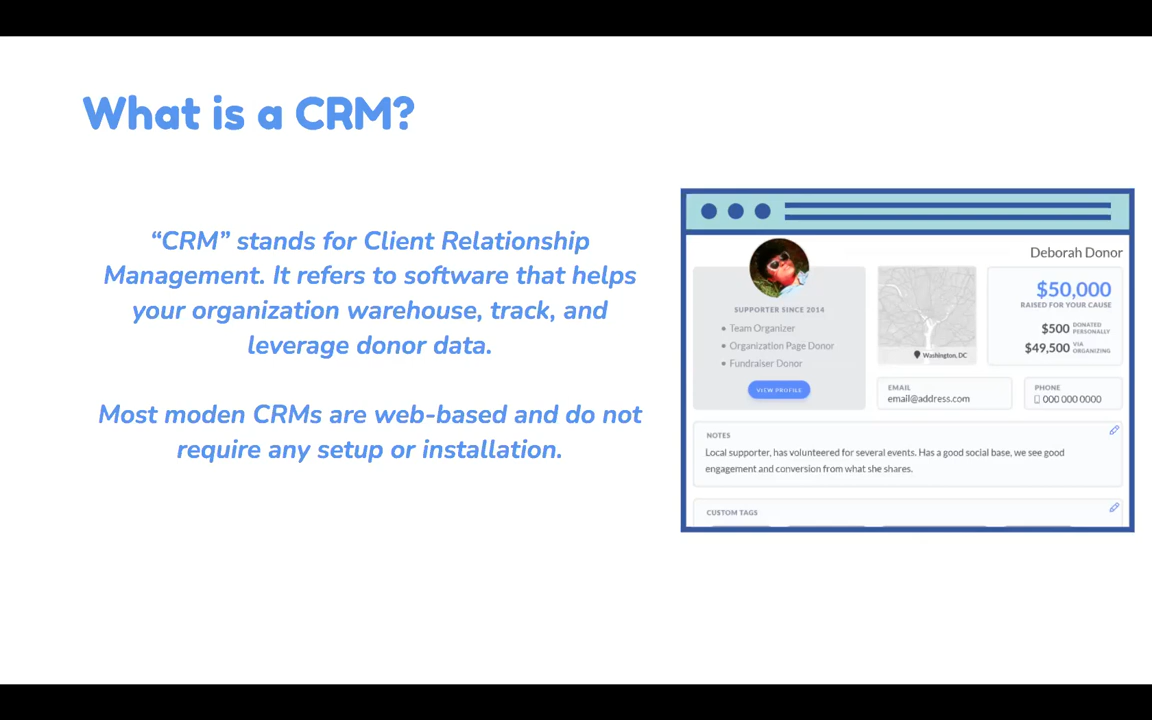 What is a CRM?
“CRM” stands for Client Relationship
Management. It refers to software that helps
your organization warehouse, track, and
leverage donor data.
Most moden CRMs are web-based and do not
require any setup or installation.
Deborah Donor
SUPPORTER SINCE 2014
• Team Organizer
• Organization Page Donor
• Fundraiser Donor
VIEW PROFILE
Washington, DC
$50,000
RAISED FOR YOUR CAUSE
$500 DONATED PERSONALLY
$49,500 VIA ORGANIZING
EMAIL
email@address.com
PHONE
000 000 0000
NOTES
Local supporter, has volunteered for several events. Has a good social base, we see good
engagement and conversion from what she shares.
CUSTOM TAGS